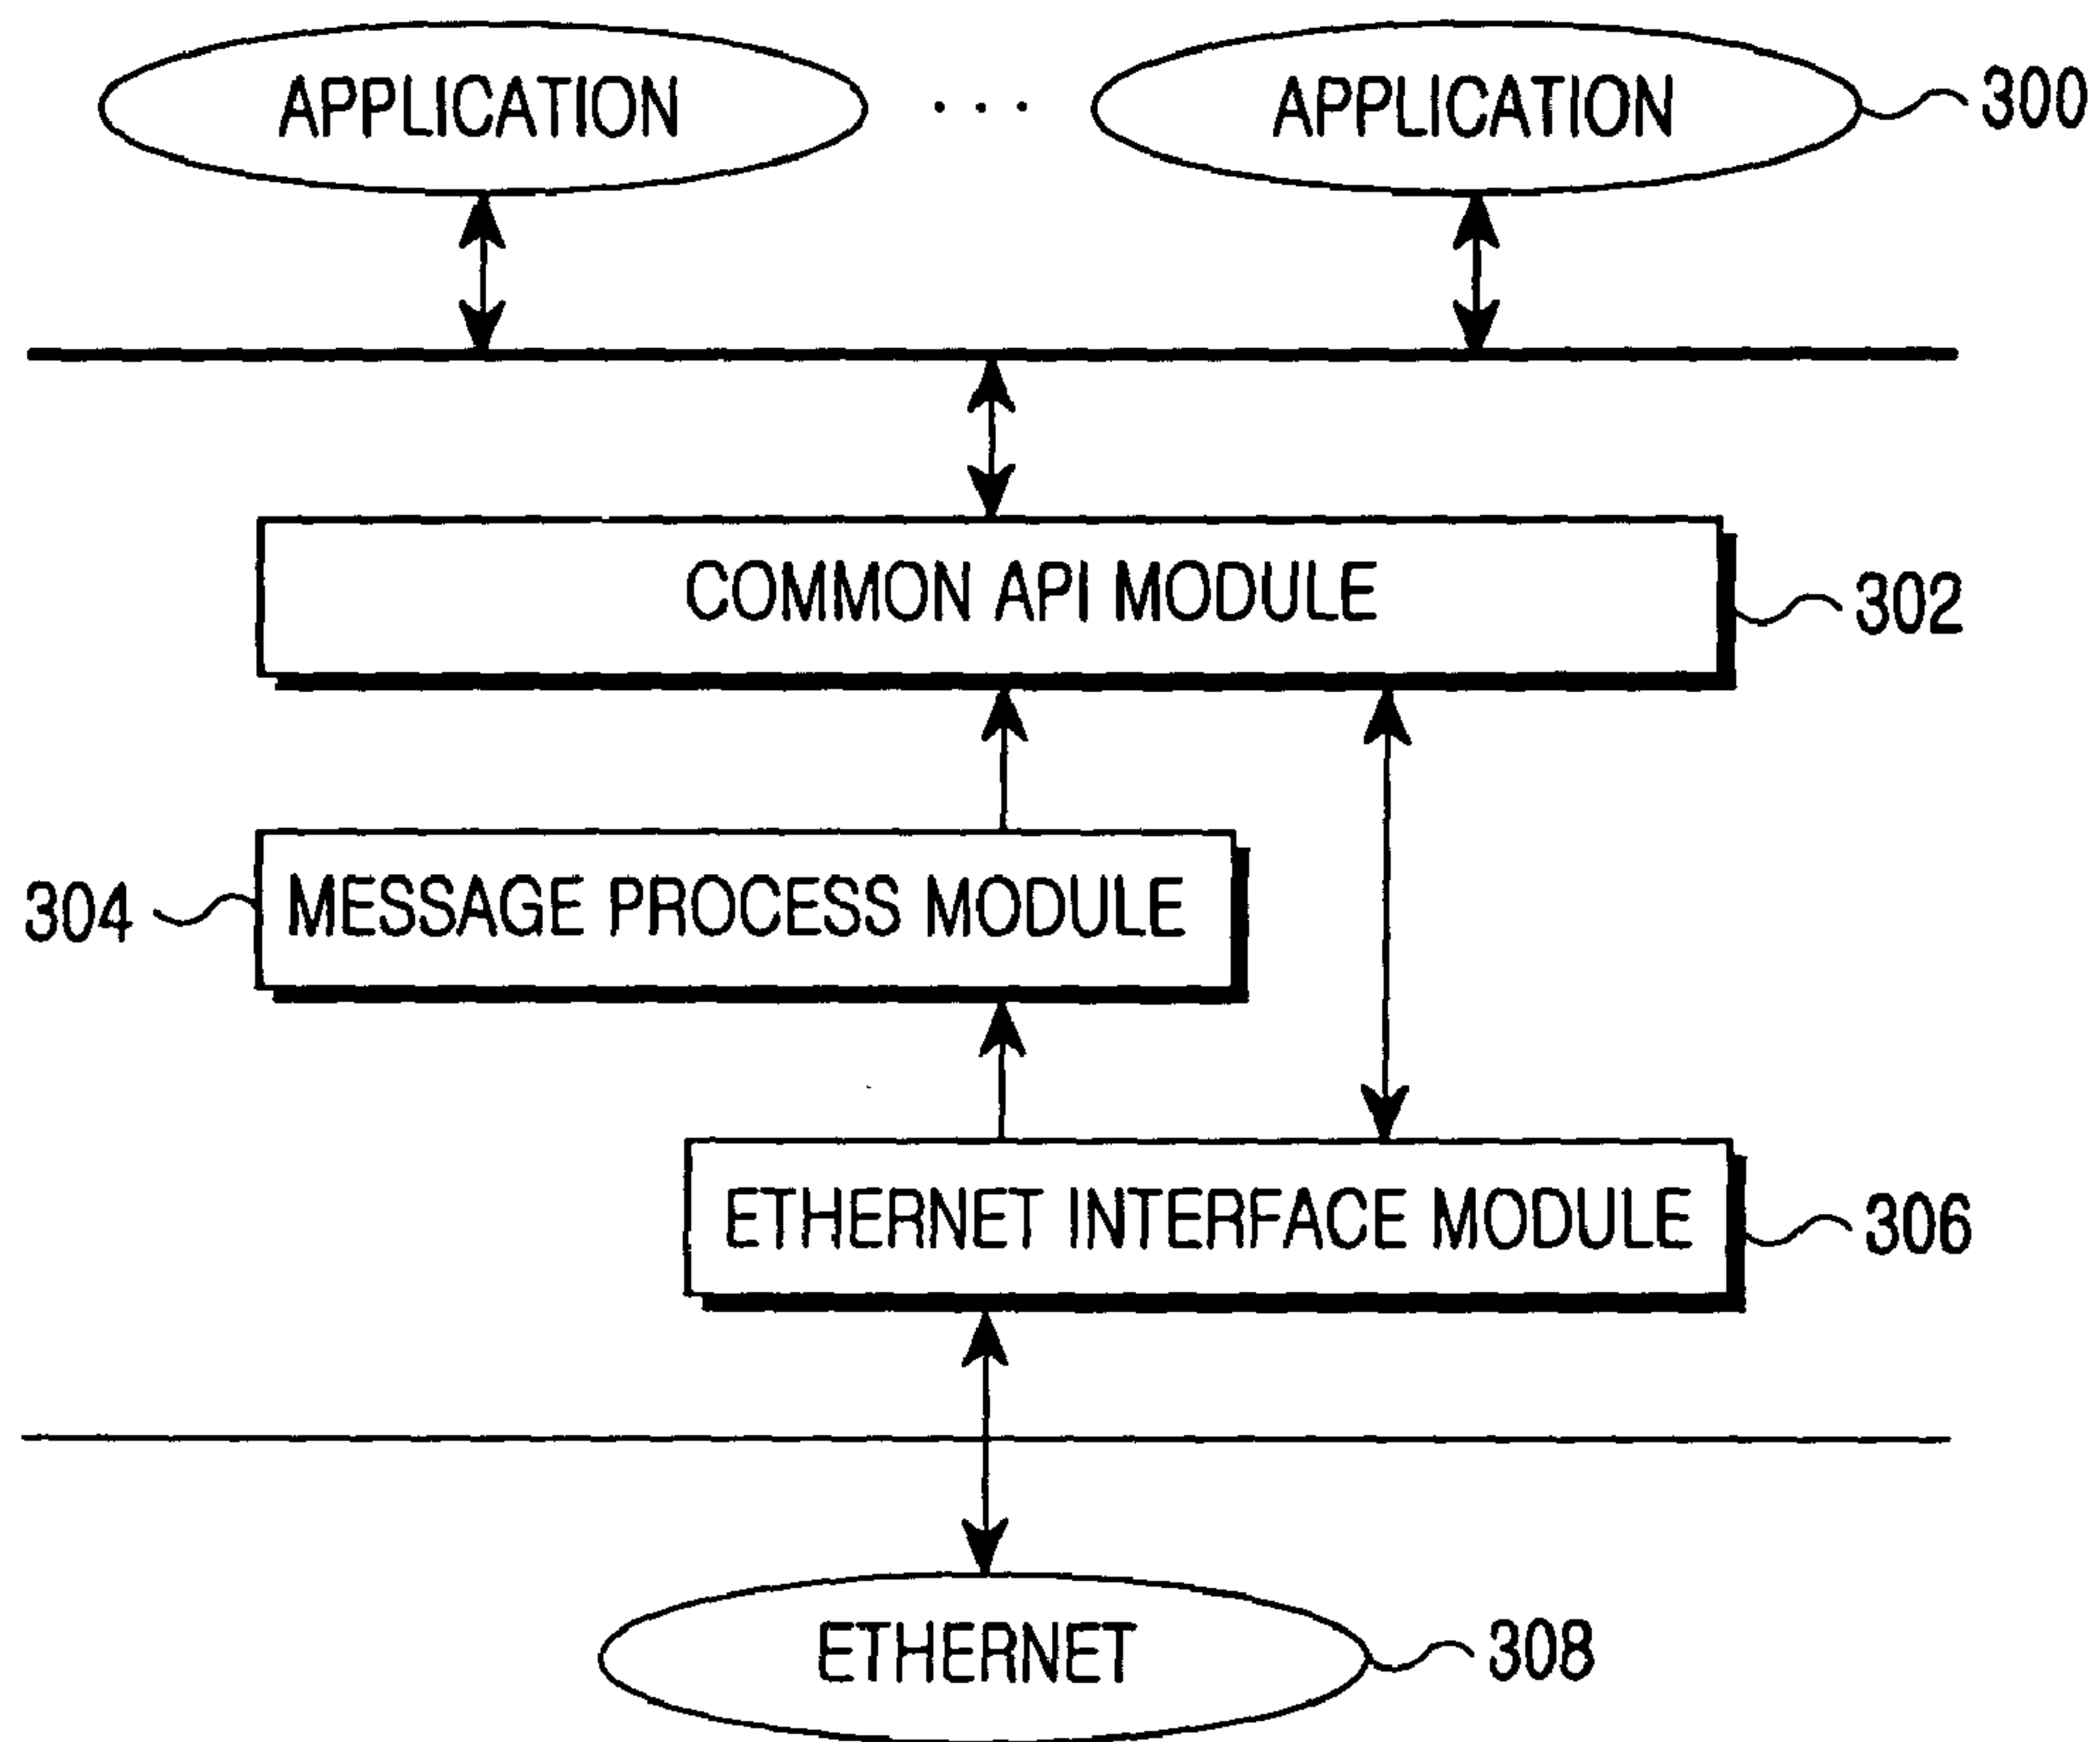 APPLICATION . . . APPLICATION 300
COMMON API MODULE 302
304 MESSAGE PROCESS MODULE
ETHERNET INTERFACE MODULE 306
ETHERNET 308